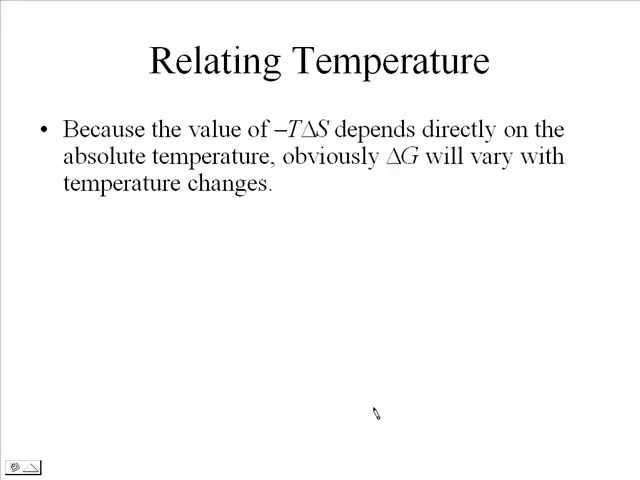 Relating Temperature
• Because the value of –TΔS depends directly on the
absolute temperature, obviously ΔG will vary with
temperature changes.